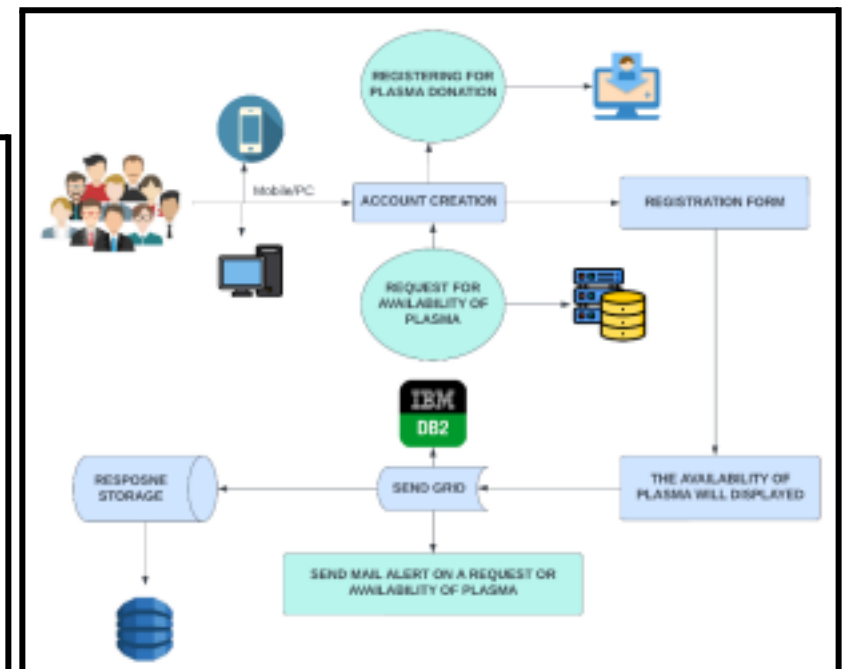 REGISTERING FOR
PLASMA DONATION
Mobile/PC
ACCOUNT CREATION
REGISTRATION FORM
REQUEST FOR
AVAILABILITY OF
PLASMA
IBM
DB2
RESPOSNE
STORAGE
SEND GRID
THE AVAILABILITY OF
PLASMA WILL DISPLAYED
SEND MAIL ALERT ON A REQUEST OR
AVAILABILITY OF PLASMA